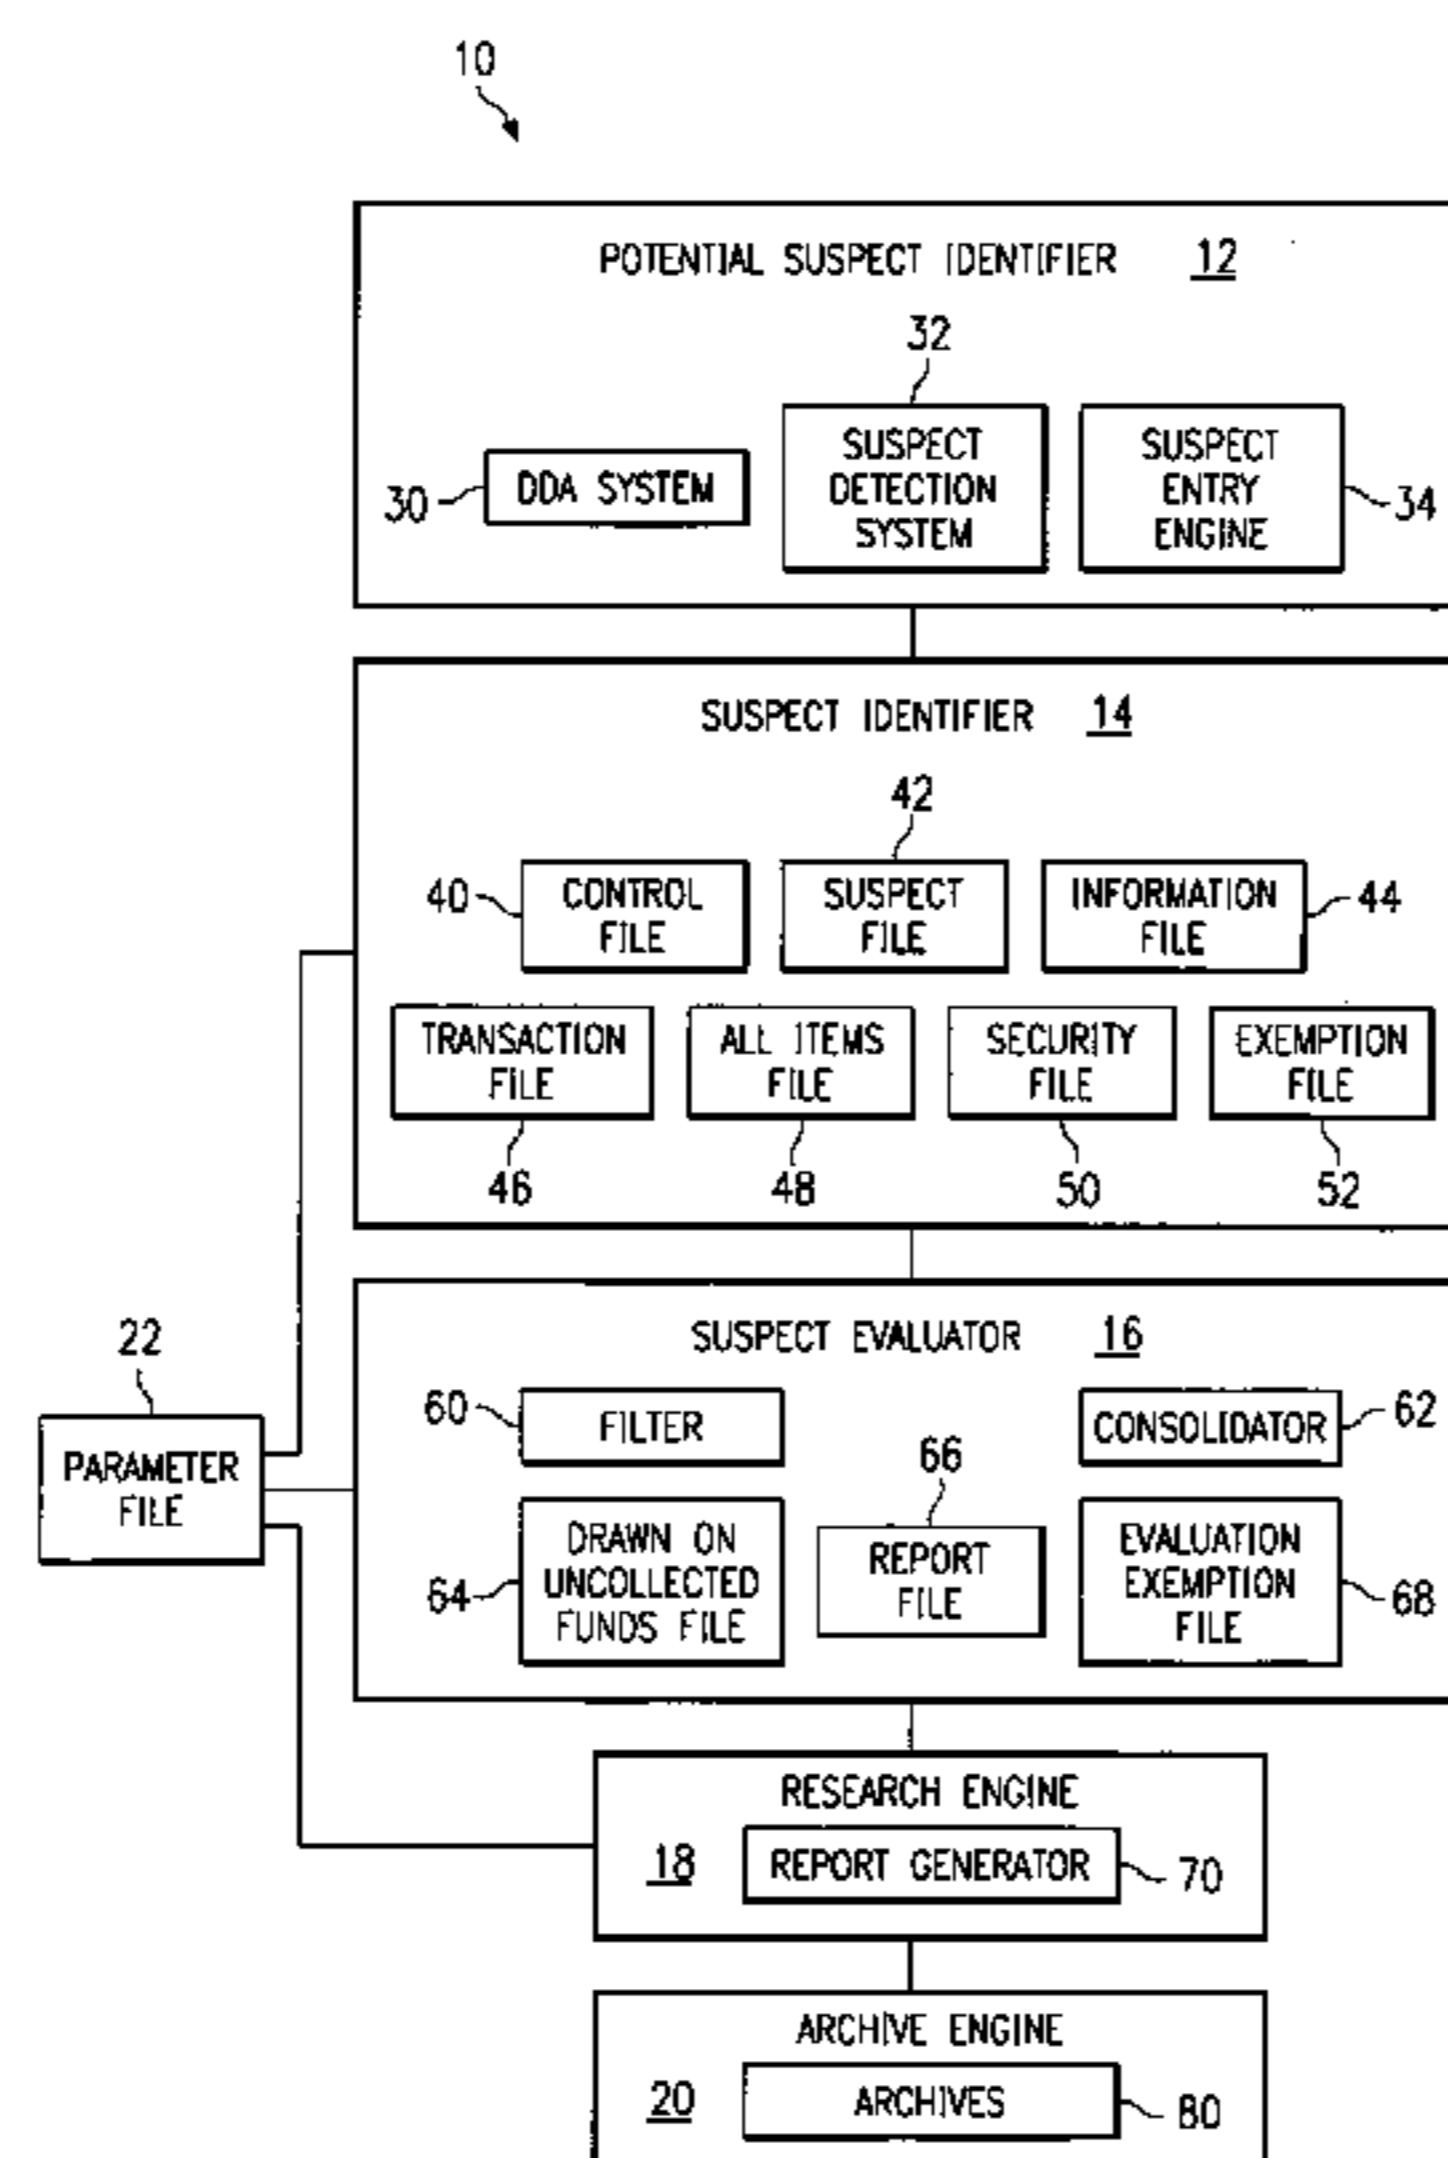 10
POTENTIAL SUSPECT IDENTIFIER 12
32
30
DDA SYSTEM
SUSPECT
DETECTION
SYSTEM
SUSPECT
ENTRY
ENGINE
34
SUSPECT IDENTIFIER 14
42
40
CONTROL
FILE
SUSPECT
FILE
INFORMATION
FILE
44
TRANSACTION
FILE
ALL ITEMS
FILE
SECURITY
FILE
EXEMPTION
FILE
46
48
50
52
22
PARAMETER
FILE
SUSPECT EVALUATOR 16
60
FILTER
66
CONSOLIDATOR
62
64
DRAWN ON
UNCOLLECTED
FUNDS FILE
REPORT
FILE
EVALUATION
EXEMPTION
FILE
68
RESEARCH ENGINE
18
REPORT GENERATOR
70
ARCHIVE ENGINE
20
ARCHIVES
80